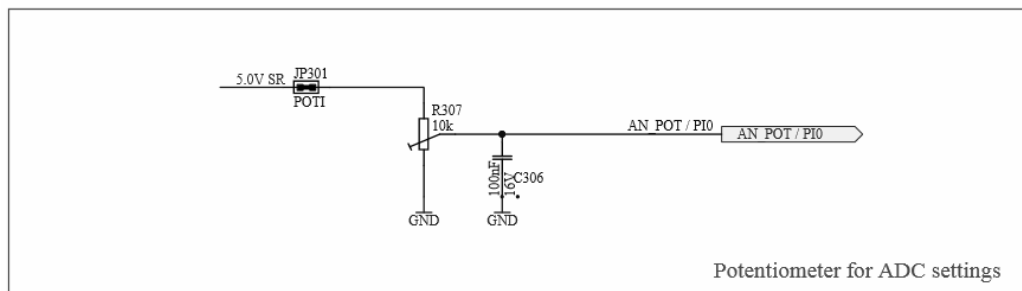 5.0V SR
JP301
POTI
R307
10k
AN_POT / PI0
AN_POT / PI0
100nF
16V
C306
GND
GND
Potentiometer for ADC settings